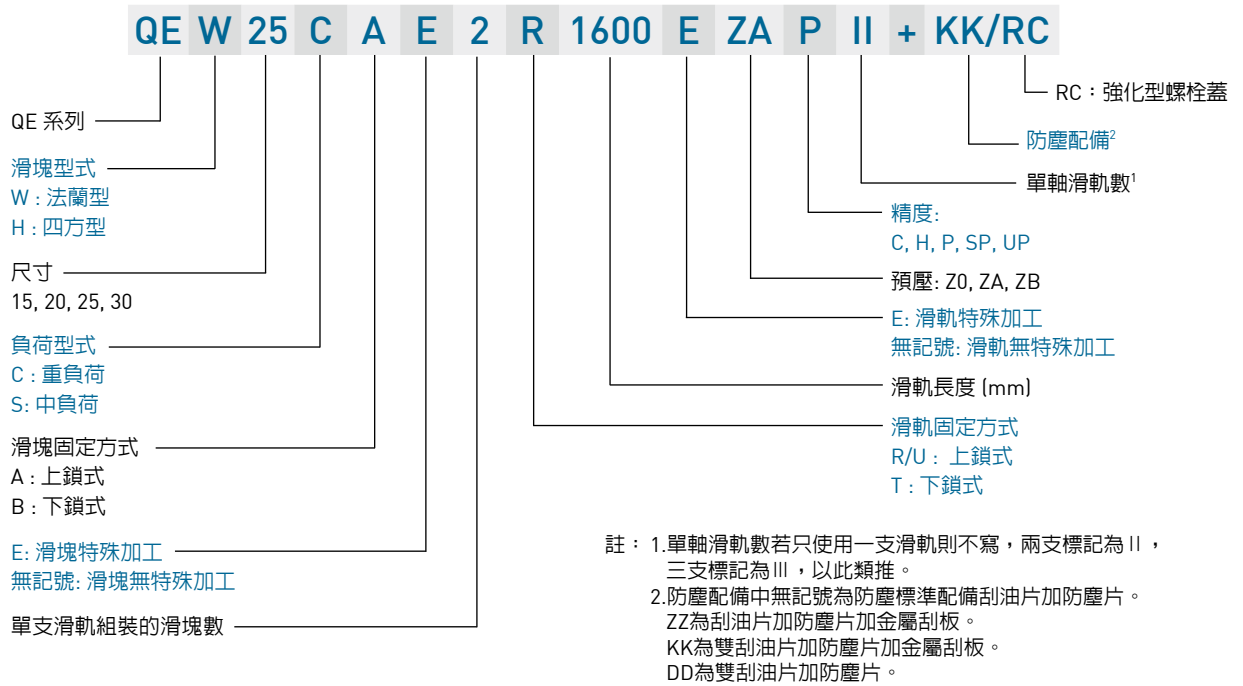 QE W 25 C A E 2 R 1600 E ZA P II + KK/RC
QE 系列
滑塊型式
W : 法蘭型
H : 四方型
尺寸
15, 20, 25, 30
負荷型式
C : 重負荷
S: 中負荷
滑塊固定方式
A : 上鎖式
B : 下鎖式
E: 滑塊特殊加工
無記號: 滑塊無特殊加工
單支滑軌組裝的滑塊數
RC：強化型螺栓蓋
防塵配備2
單軸滑軌數1
精度:
C, H, P, SP, UP
預壓: Z0, ZA, ZB
E: 滑軌特殊加工
無記號: 滑軌無特殊加工
滑軌長度 (mm)
滑軌固定方式
R/U : 上鎖式
T : 下鎖式
註： 1.單軸滑軌數若只使用一支滑軌則不寫，兩支標記為 II，
三支標記為III，以此類推。
2.防塵配備中無記號為防塵標準配備刮油片加防塵片。
ZZ為刮油片加防塵片加金屬刮板。
KK為雙刮油片加防塵片加金屬刮板。
DD為雙刮油片加防塵片。